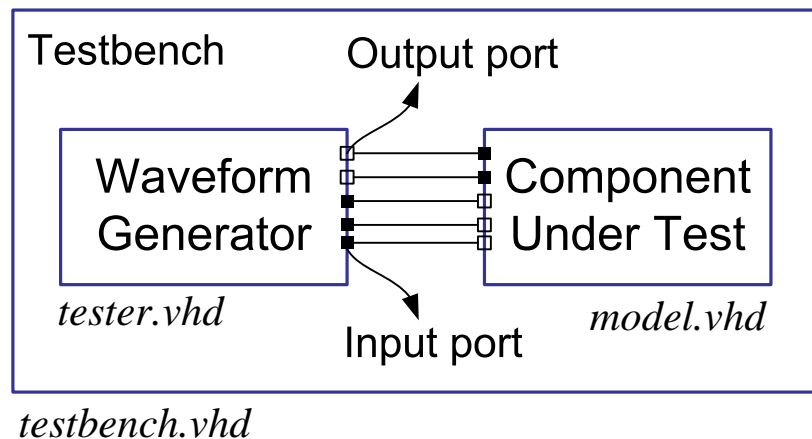 Testbench
Output port
Waveform
Generator
Component
Under Test
tester.vhd
model.vhd
Input port
testbench.vhd